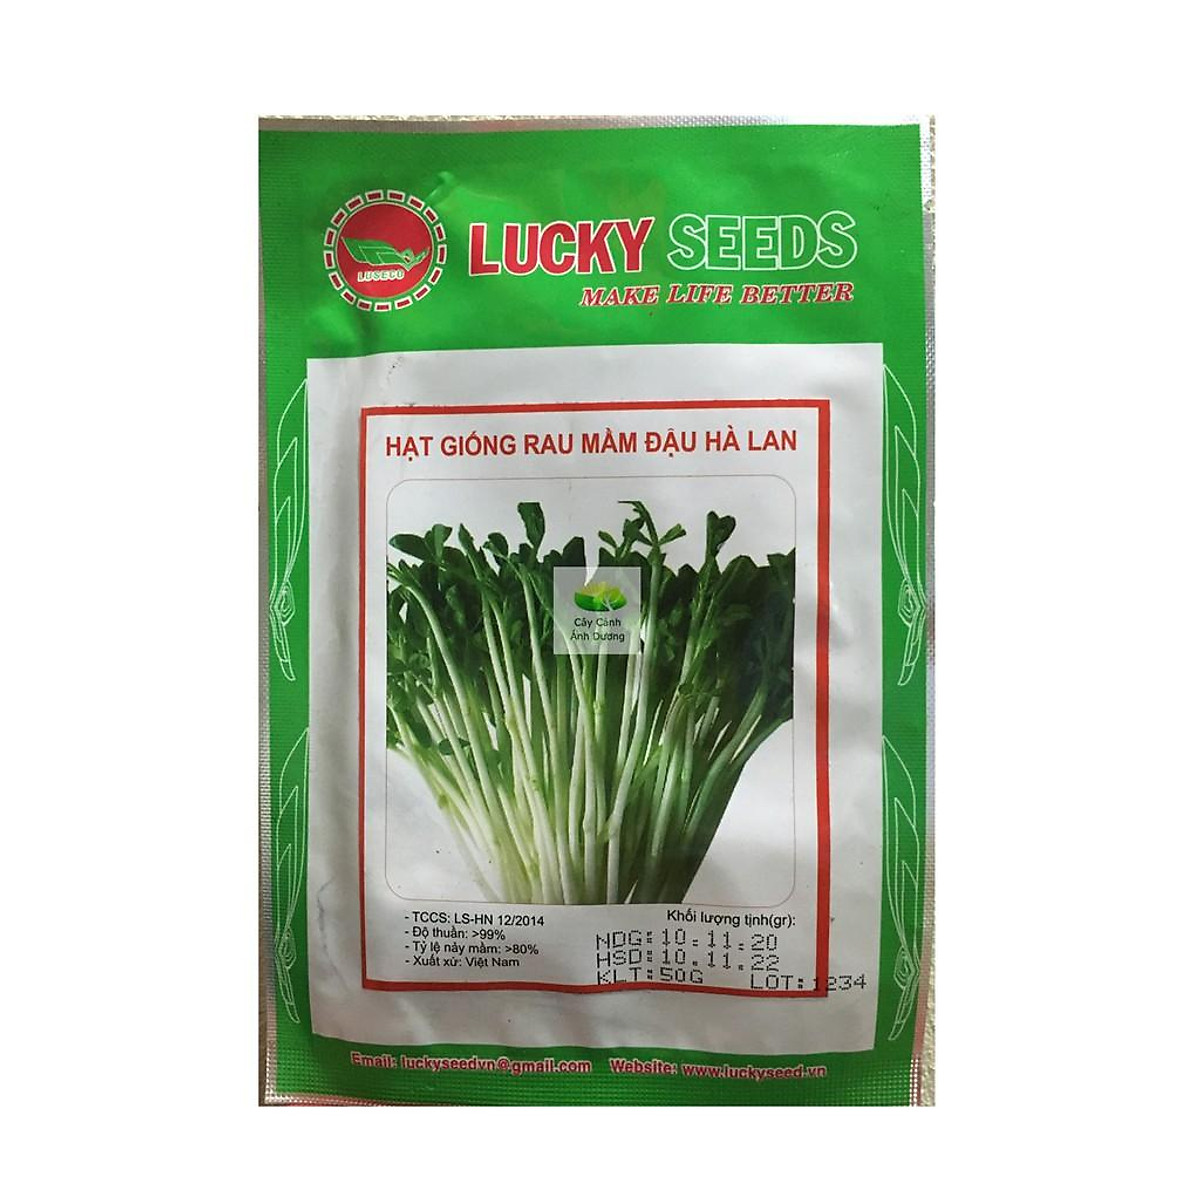 LUSECO
LUCKY SEEDS
MAKE LIFE BETTER
HẠT GIỐNG RAU MẦM ĐẬU HÀ LAN
Cây Cảnh
Ánh Dương
- TCCS: LS-HN 12/2014
- Độ thuần: >99%
- Tỷ lệ nảy mầm: >80%
- Xuất xứ: Việt Nam
Khối lượng tịnh(gr):
NDG:10.11.20
HSD:10.11.22
KLT:50G LOT:1234
Email: luckyseedvn@gmail.com Website: www.luckyseed.vn